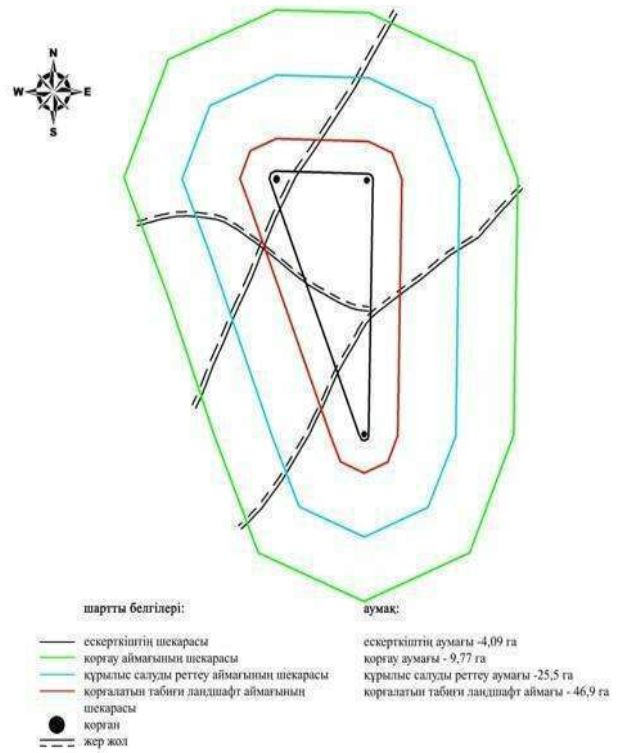 N
W E
S
шартты белгілері: аумақ:
ескерткіштің шекарасы ескерткіштің аумағы -4,09 га
қорғау аймағының шекарасы қорғау аумағы - 9,77 га
құрылыс салуды реттеу аймағының шекарасы құрылыс салуды реттеу аумағы -25,5 га
қорғалатын табиғи ландшафт аймағының қорғалатын табиғи ландшафт аймағы - 46,9 га
шекарасы
қорған
жер жол